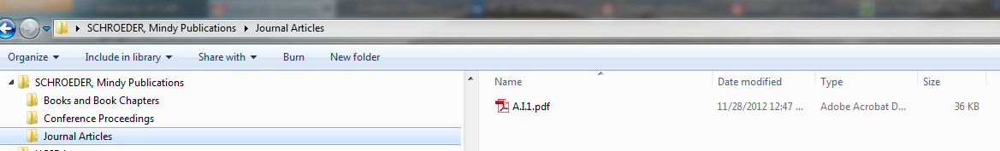 SCHROEDER, Mindy Publications Journal Articles
Organize Include in library Share with Burn New folder
SCHROEDER, Mindy Publications
Books and Book Chapters
Conference Proceedings
Journal Articles
Name Date modified Type Size
A.I.1.pdf 11/28/2012 12:47 ... Adobe Acrobat D... 36 KB